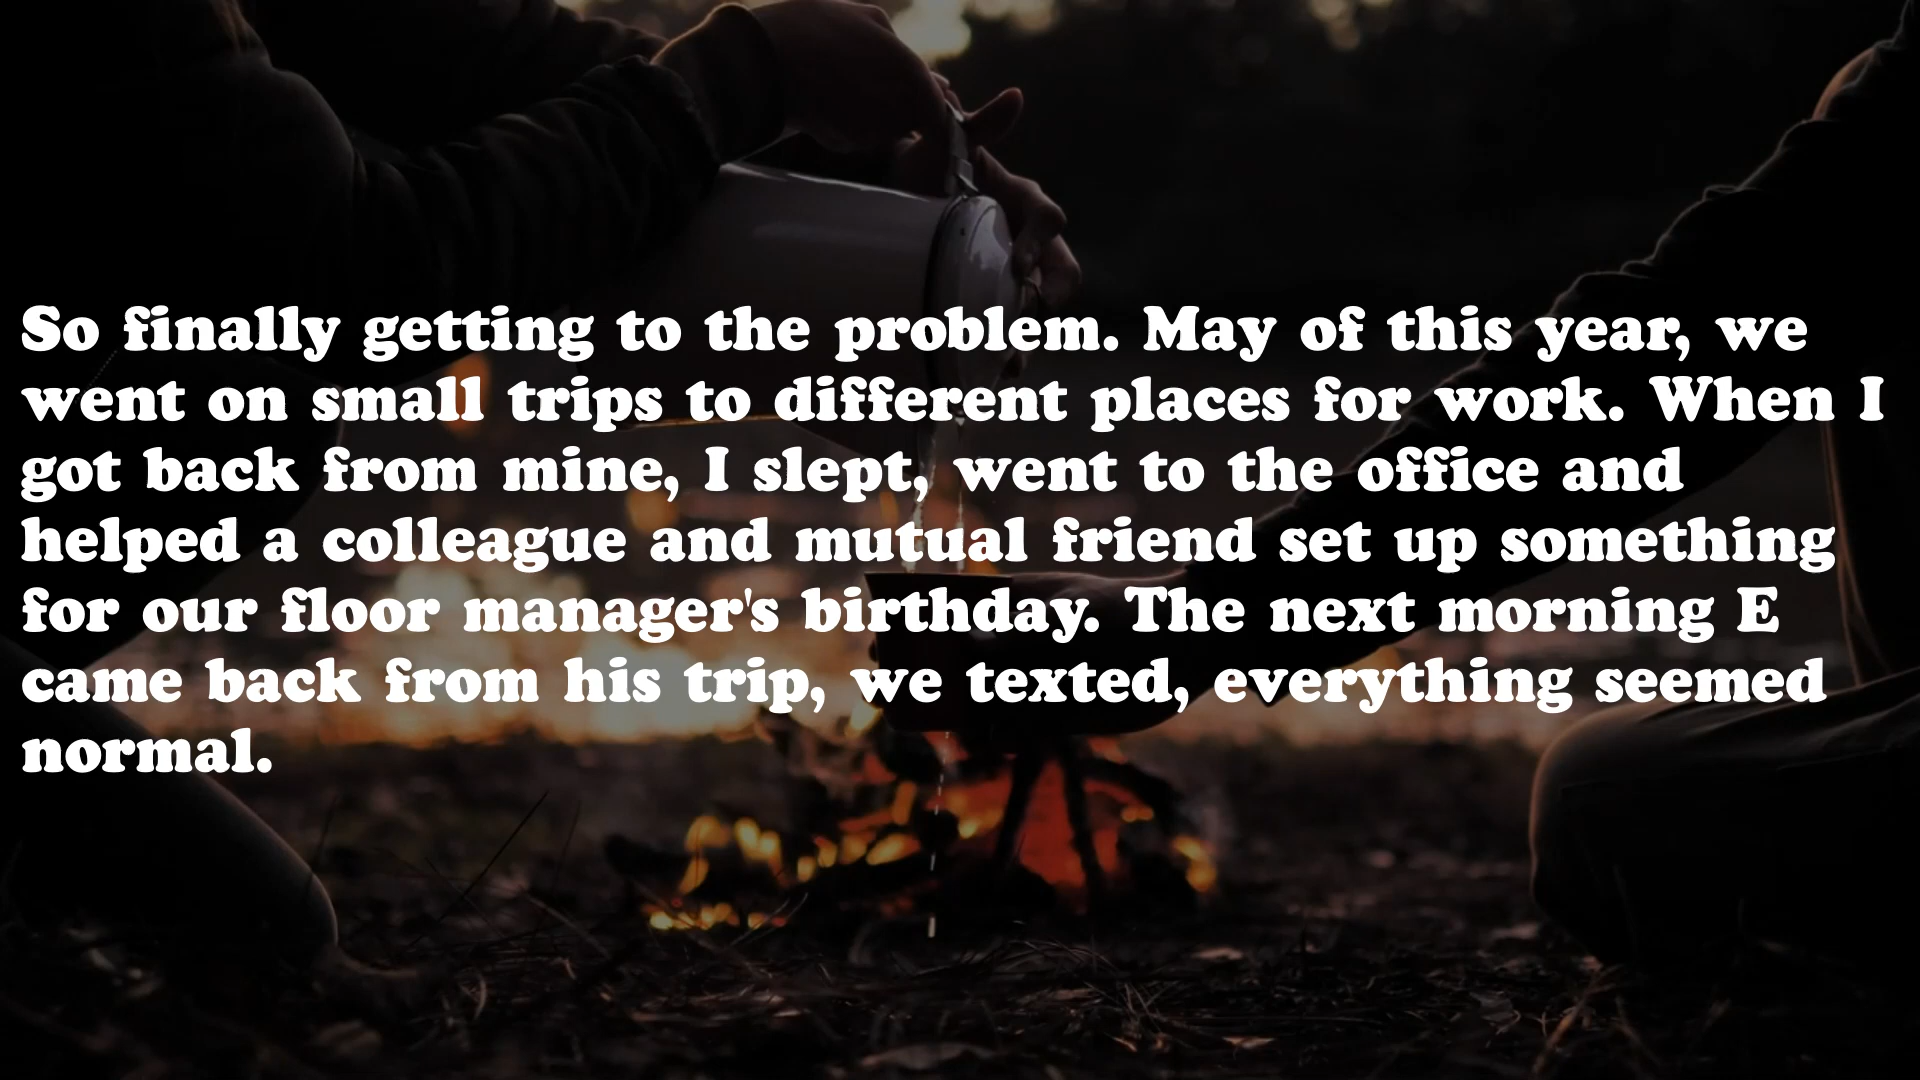 So finally getting to the problem. May of this year, we
went on small trips to different places for work. When I
got back from mine, I slept, went to the office and
helped a colleague and mutual friend set up something
for our floor manager's birthday. The next morning E
came back from his trip, we texted, everything seemed
normal.